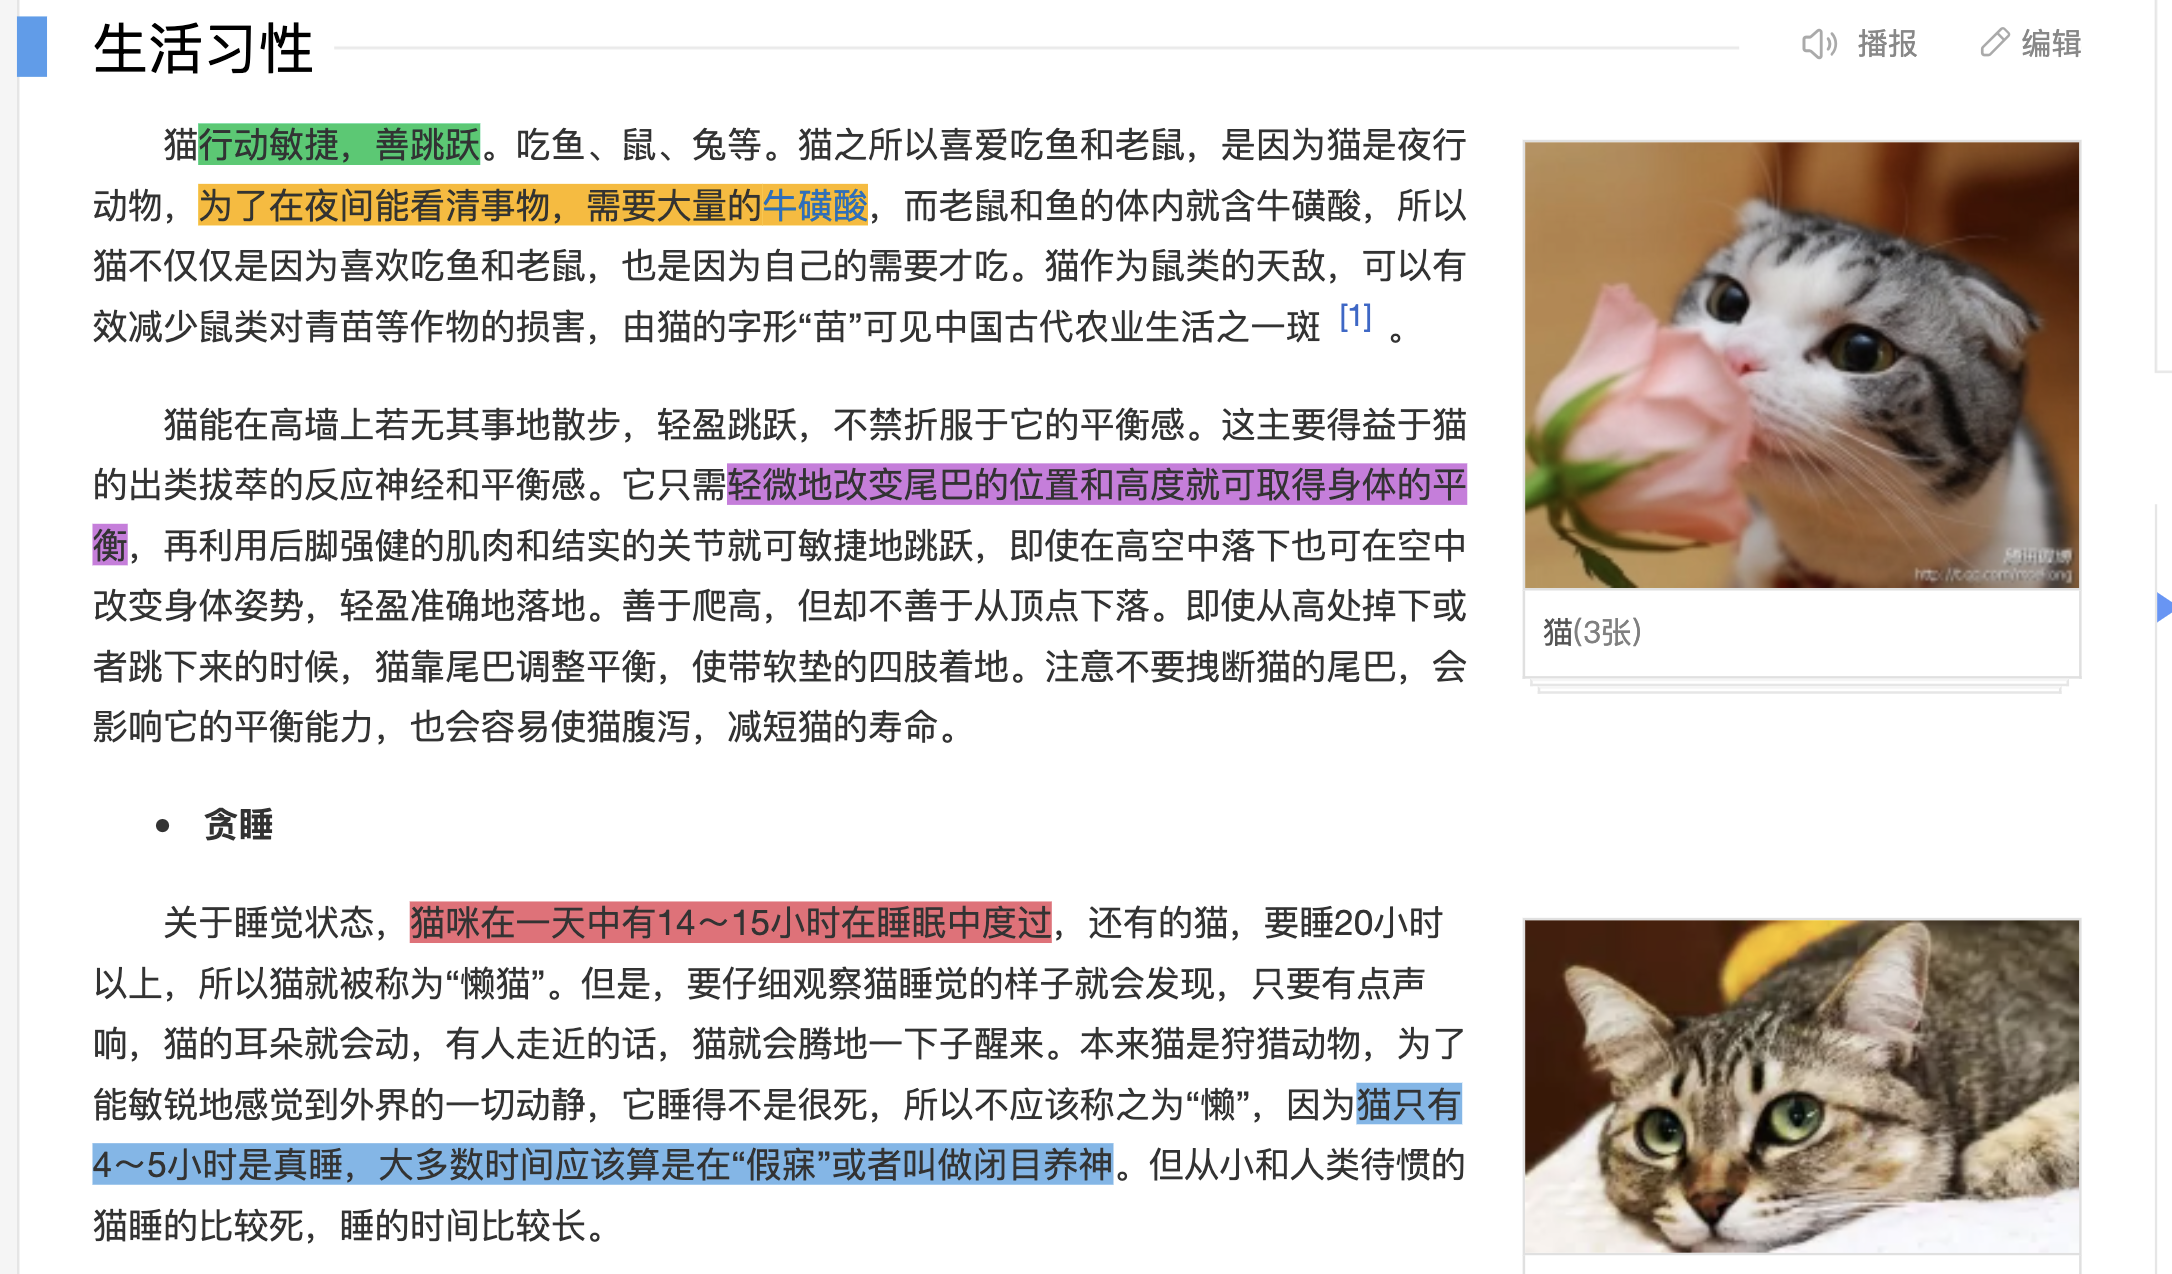 生活习性
播报
编辑
猫行动敏捷，善跳跃。吃鱼、鼠、兔等。猫之所以喜爱吃鱼和老鼠，是因为猫是夜行
动物，为了在夜间能看清事物，需要大量的牛磺酸，而老鼠和鱼的体内就含牛磺酸，所以
猫不仅仅是因为喜欢吃鱼和老鼠，也是因为自己的需要才吃。猫作为鼠类的天敌，可以有
效减少鼠类对青苗等作物的损害，由猫的字形“苗”可见中国古代农业生活之一斑 [1] 。
猫能在高墙上若无其事地散步，轻盈跳跃，不禁折服于它的平衡感。这主要得益于猫
的出类拔萃的反应神经和平衡感。它只需轻微地改变尾巴的位置和高度就可取得身体的平
衡，再利用后脚强健的肌肉和结实的关节就可敏捷地跳跃，即使在高空中落下也可在空中
改变身体姿势，轻盈准确地落地。善于爬高，但却不善于从顶点下落。即使从高处掉下或
者跳下来的时候，猫靠尾巴调整平衡，使带软垫的四肢着地。注意不要拽断猫的尾巴，会
影响它的平衡能力，也会容易使猫腹泻，减短猫的寿命。
猫(3张)
• 贪睡
关于睡觉状态，猫咪在一天中有14～15小时在睡眠中度过，还有的猫，要睡20小时
以上，所以猫就被称为“懒猫”。但是，要仔细观察猫睡觉的样子就会发现，只要有点声
响，猫的耳朵就会动，有人走近的话，猫就会腾地一下子醒来。本来猫是狩猎动物，为了
能敏锐地感觉到外界的一切动静，它睡得不是很死，所以不应该称之为“懒”，因为猫只有
4～5小时是真睡，大多数时间应该算是在“假寐”或者叫做闭目养神。但从小和人类待惯的
猫睡的比较死，睡的时间比较长。